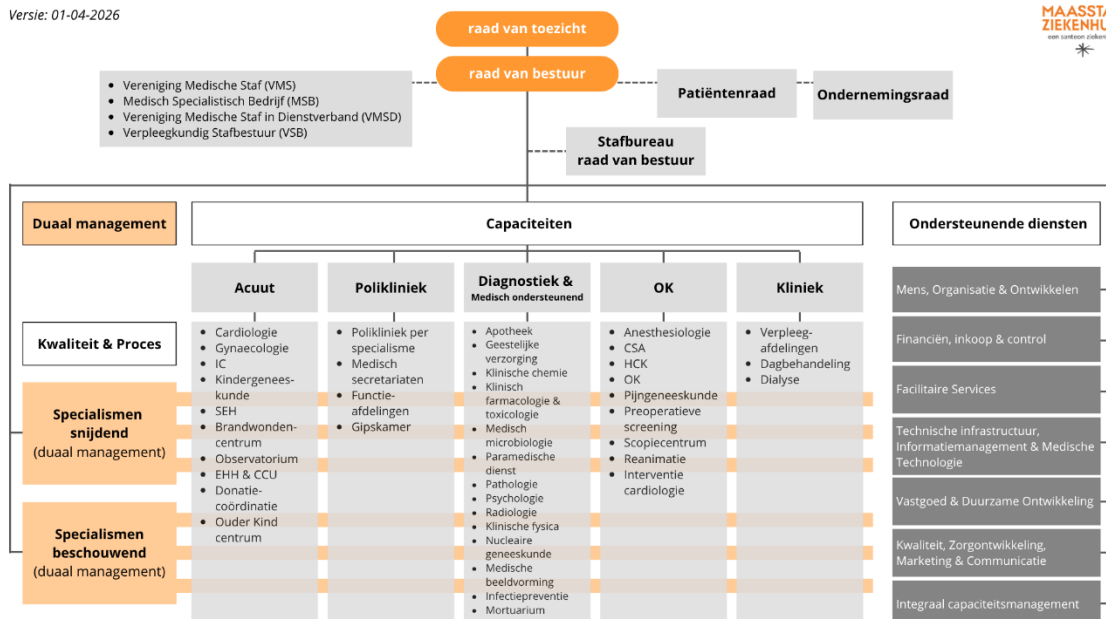 Versie: 01-04-2026
raad van toezicht
MAASSTA
ZIEKENHU
een santeon zieken
raad van bestuur
• Vereniging Medische Staf (VMS)
• Medisch Specialistisch Bedrijf (MSB)
• Vereniging Medische Staf in Dienstverband (VMSD)
• Verpleegkundig Stafbestuur (VSB)
Patiëntenraad
Ondernemingsraad
Stafbureau
raad van bestuur
Duaal management
Capaciteiten
Ondersteunende diensten
Kwaliteit & Proces
Specialismen
snijdend
(duaal management)
Specialismen
beschouwend
(duaal management)
Acuut
• Cardiologie
• Gynaecologie
• IC
• Kindergenees-
kunde
• SEH
• Brandwonden-
centrum
• Observatorium
• EHH & CCU
• Donatie-
coördinatie
• Ouder Kind
centrum
Polikliniek
• Polikliniek per
specialisme
• Medisch
secretariaten
• Functie-
afdelingen
• Gipskamer
Diagnostiek &
Medisch ondersteunend
• Apotheek
• Geestelijke
verzorging
• Klinische chemie
• Klinisch
farmacologie &
toxicologie
• Medisch
microbiologie
• Paramedische
dienst
• Pathologie
• Psychologie
• Radiologie
• Klinische fysica
• Nucleaire
geneeskunde
• Medische
beeldvorming
• Infectiepreventie
• Mortuarium
OK
• Anesthesiologie
• CSA
• HCK
• OK
• Pijngeneeskunde
• Preoperatieve
screening
• Scopiecentrum
• Reanimatie
• Interventie
cardiologie
Kliniek
• Verpleeg-
afdelingen
• Dagbehandeling
• Dialyse
Mens, Organisatie & Ontwikkelen
Financiën, inkoop & control
Facilitaire Services
Technische infrastructuur,
Informatiemanagement & Medische
Technologie
Vastgoed & Duurzame Ontwikkeling
Kwaliteit, Zorgontwikkeling,
Marketing & Communicatie
Integraal capaciteitsmanagement